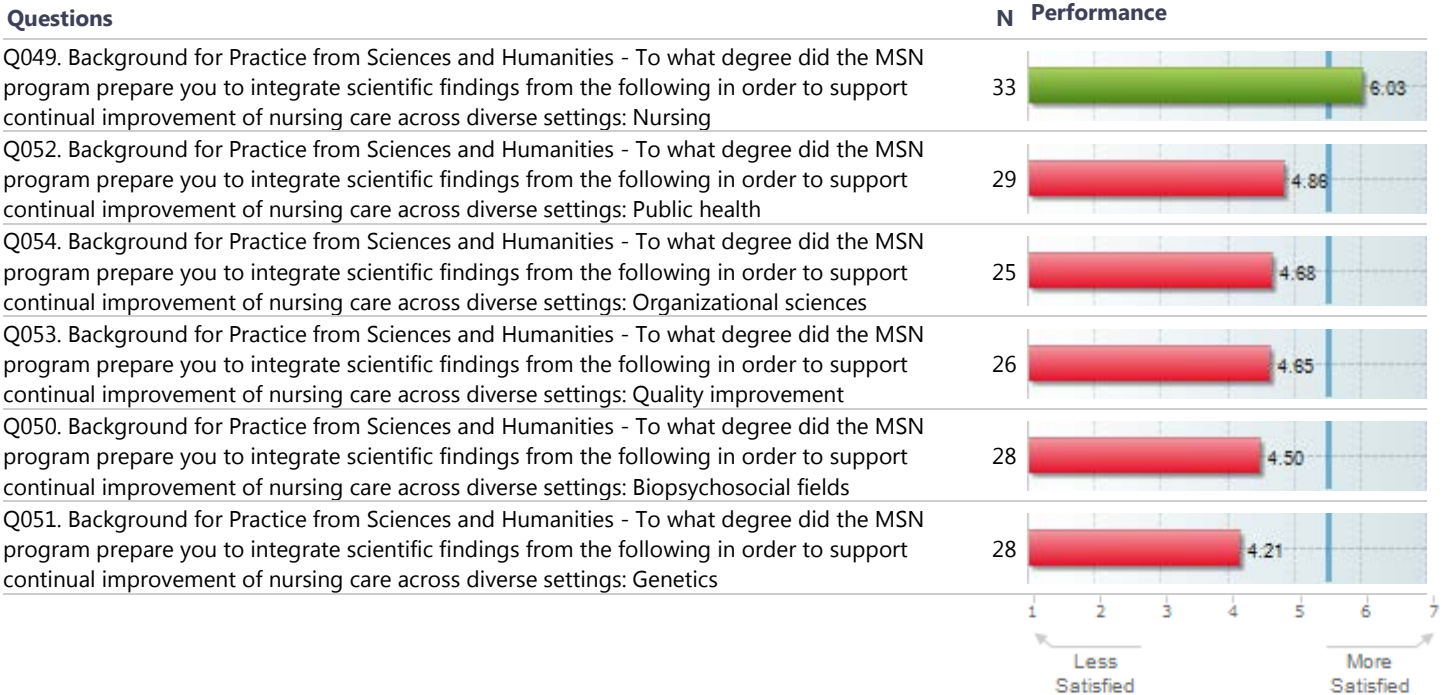 Questions N Performance
Q049. Background for Practice from Sciences and Humanities - To what degree did the MSN
program prepare you to integrate scientific findings from the following in order to support
continual improvement of nursing care across diverse settings: Nursing
33
6.03
Q052. Background for Practice from Sciences and Humanities - To what degree did the MSN
program prepare you to integrate scientific findings from the following in order to support
continual improvement of nursing care across diverse settings: Public health
29
4.86
Q054. Background for Practice from Sciences and Humanities - To what degree did the MSN
program prepare you to integrate scientific findings from the following in order to support
continual improvement of nursing care across diverse settings: Organizational sciences
25
4.68
Q053. Background for Practice from Sciences and Humanities - To what degree did the MSN
program prepare you to integrate scientific findings from the following in order to support
continual improvement of nursing care across diverse settings: Quality improvement
26
4.65
Q050. Background for Practice from Sciences and Humanities - To what degree did the MSN
program prepare you to integrate scientific findings from the following in order to support
continual improvement of nursing care across diverse settings: Biopsychosocial fields
28
4.50
Q051. Background for Practice from Sciences and Humanities - To what degree did the MSN
program prepare you to integrate scientific findings from the following in order to support
continual improvement of nursing care across diverse settings: Genetics
28
4.21
1 2 3 4 5 6 7
Less
Satisfied
More
Satisfied